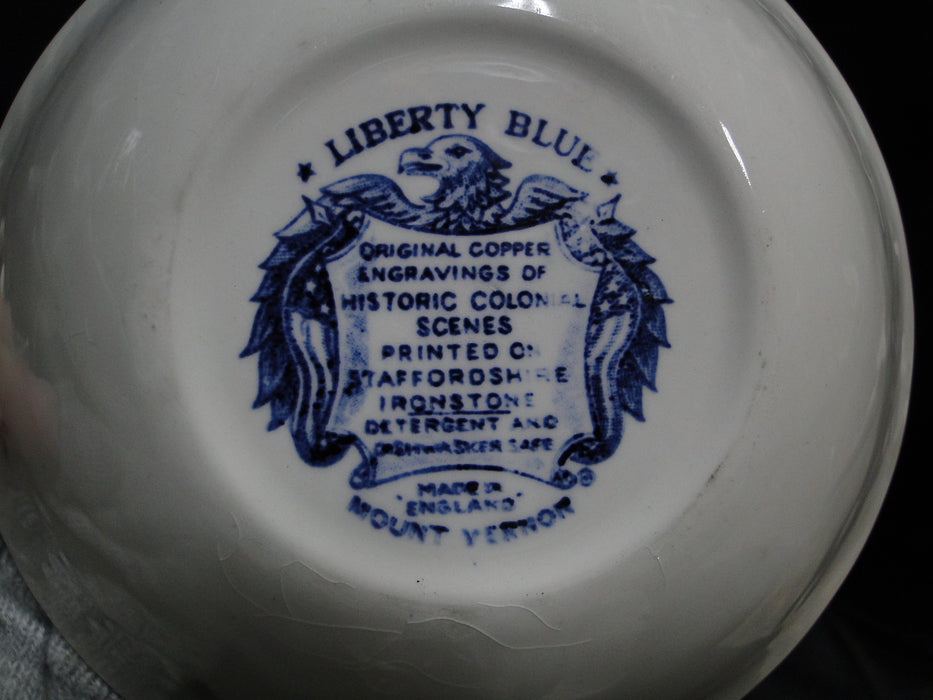 LIBERTY BLUE
ORIGINAL COPPER
ENGRAVINGS OF
HISTORIC COLONIAL
SCENES
PRINTED ON
STAFFORDSHIRE
IRONSTONE
DETERGENT AND
DISHWASHER SAFE
MADE IN
ENGLAND
MOUNT VERNON